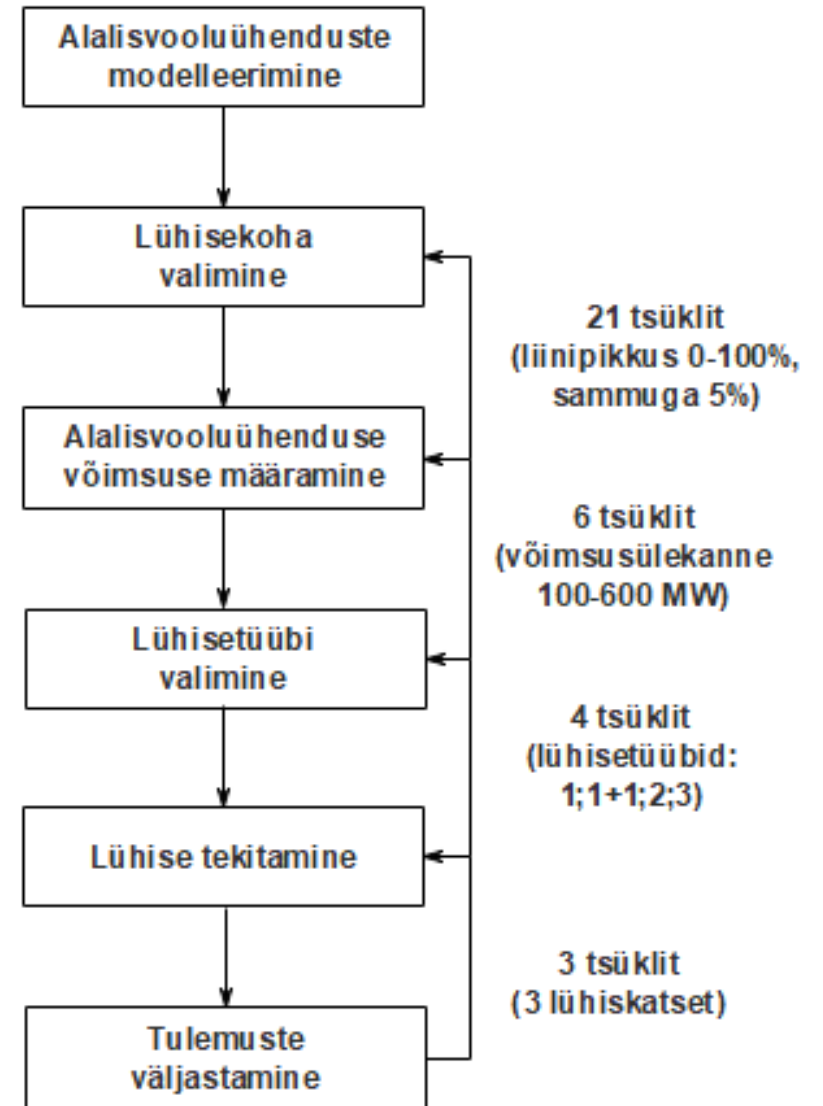 Alalisvooluühenduste
modelleerimine
Lühisekoha
valimine
21 tsüklit
(liinipikkus 0-100%,
sammuga 5%)
Alalisvooluühenduse
võimsuse määramine
6 tsüklit
(võimsusülekanne
100-600 MW)
Lühisetüübi
valimine
4 tsüklit
(lühisetüübid:
1;1+1;2;3)
Lühise tekitamine
3 tsüklit
(3 lühiskatset)
Tulemuste
väljastamine